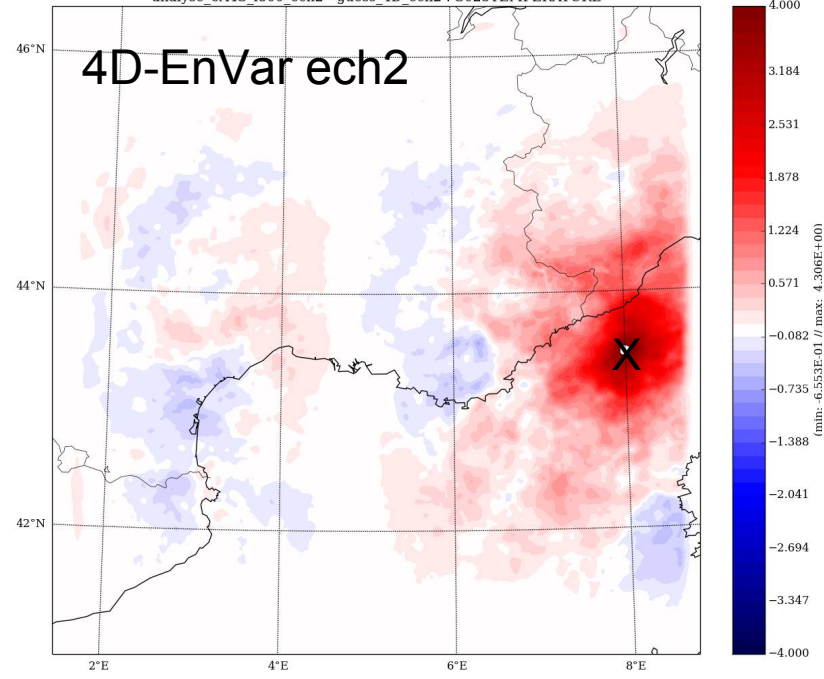 46°N
4D-EnVar ech2
44°N
X
42°N
2°E
4°E
6°E
8°E
4.000
3.184
2.531
1.878
1.224
0.571
−0.082
−0.735
−1.388
−2.041
−2.694
−3.347
−4.000
(min: -6.553E-01 // max: 4.306E+00)